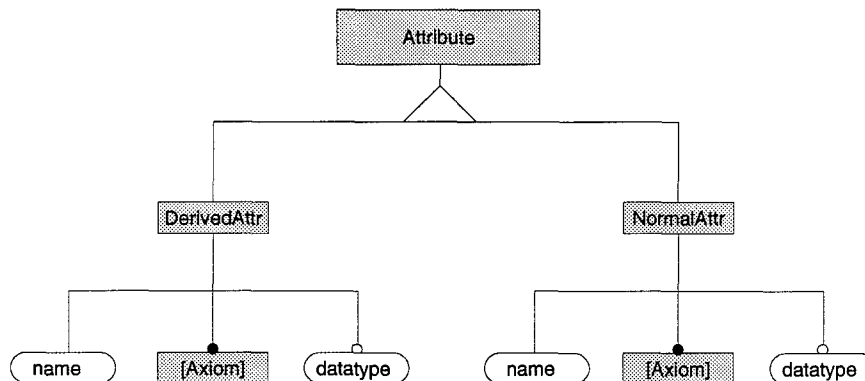 Attribute
DerivedAttr
NormalAttr
name
[Axiom]
datatype
name
[Axiom]
datatype